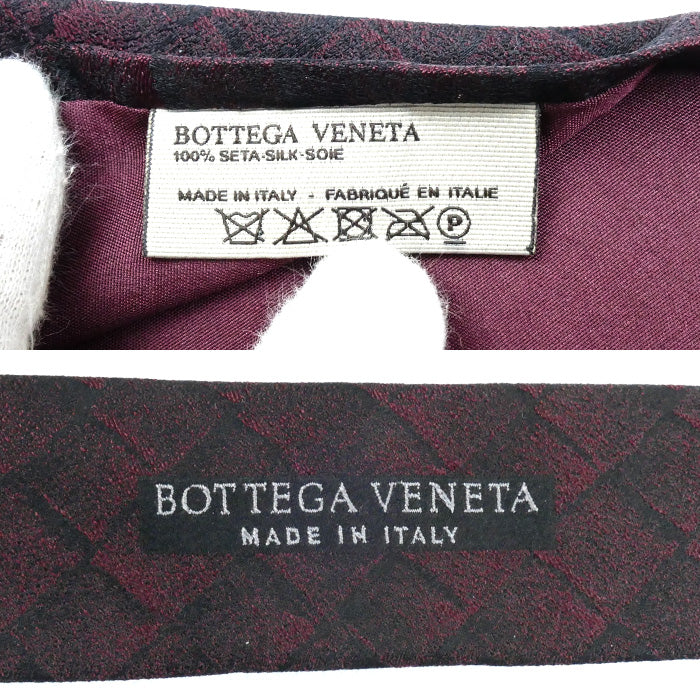 BOTTEGA VENETA
100% SETA-SILK-SOIE
MADE IN ITALY - FABRIQUÉ EN ITALIE
P
BOTTEGA VENETA
MADE IN ITALY